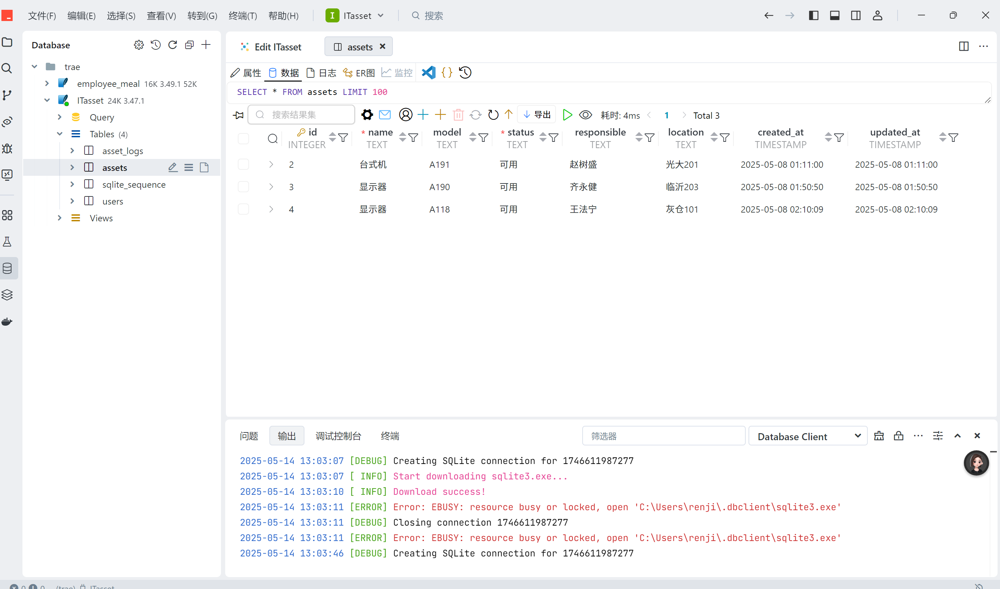 文件(F) 编辑(E) 选择(S) 查看(V) 转到(G) 终端(T) 帮助(H) I ITasset 搜索
Database
trae
employee_meal 16K 3.49.1 52K
ITasset 24K 3.47.1
Query
Tables (4)
asset_logs
assets
sqlite_sequence
users
Views
Edit ITasset assets
属性 数据 日志 ER图 监控 {}
SELECT * FROM assets LIMIT 100
搜索结果集 导出 耗时: 4ms 1 Total 3
id * name model * status responsible location created_at updated_at
INTEGER TEXT TEXT TEXT TEXT TEXT TIMESTAMP TIMESTAMP
2 台式机 A191 可用 赵树盛 光大201 2025-05-08 01:11:00 2025-05-08 01:11:00
3 显示器 A190 可用 齐永健 临沂203 2025-05-08 01:50:50 2025-05-08 01:50:50
4 显示器 A118 可用 王法宁 灰仓101 2025-05-08 02:10:09 2025-05-08 02:10:09
问题 输出 调试控制台 终端 筛选器 Database Client
2025-05-14 13:03:07 [DEBUG] Creating SQLite connection for 1746611987277
2025-05-14 13:03:07 [ INFO] Start downloading sqlite3.exe...
2025-05-14 13:03:10 [ INFO] Download success!
2025-05-14 13:03:11 [ERROR] Error: EBUSY: resource busy or locked, open 'C:\Users\renji\.dbclient\sqlite3.exe'
2025-05-14 13:03:11 [DEBUG] Closing connection 1746611987277
2025-05-14 13:03:11 [ERROR] Error: EBUSY: resource busy or locked, open 'C:\Users\renji\.dbclient\sqlite3.exe'
2025-05-14 13:03:46 [DEBUG] Creating SQLite connection for 1746611987277
0 0 (trae) ITasset